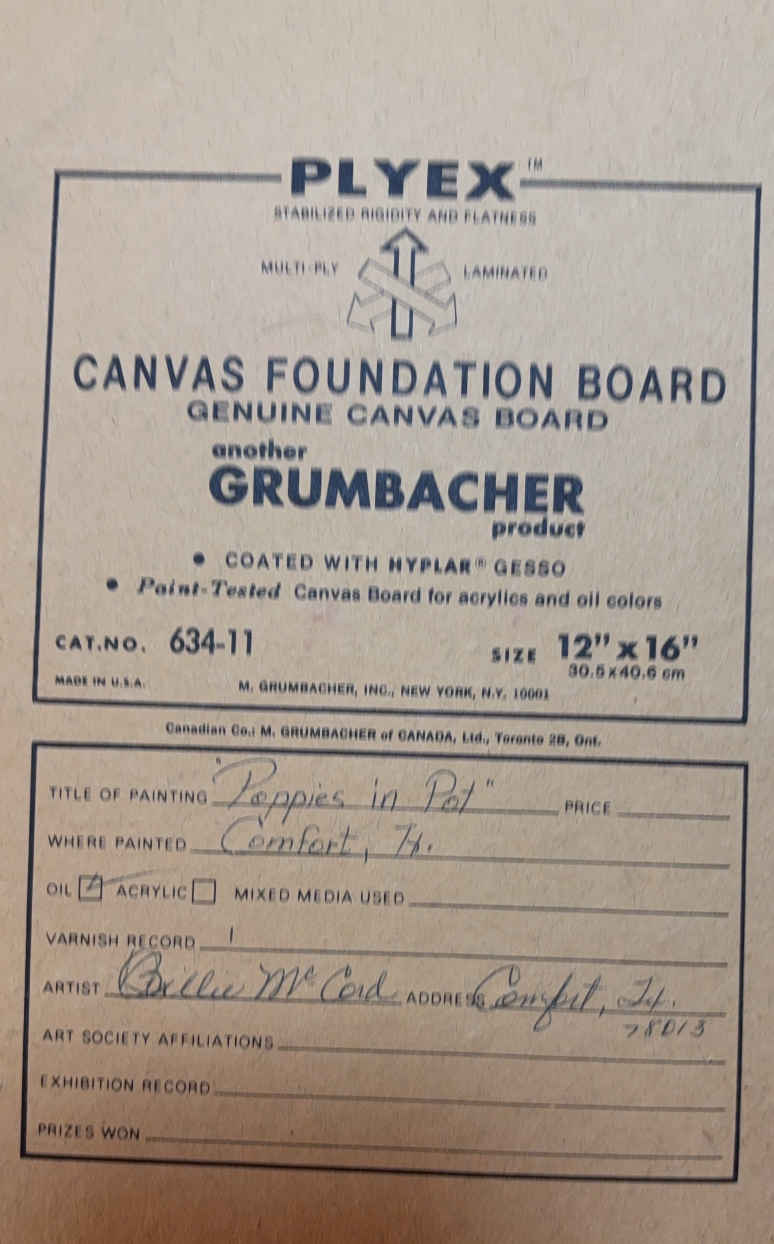 PLYEX™
STABILIZED RIGIDITY AND FLATNESS
MULTI-PLY LAMINATED
CANVAS FOUNDATION BOARD
GENUINE CANVAS BOARD
another
GRUMBACHER
product
• COATED WITH HYPLAR® GESSO
• Paint-Tested Canvas Board for acrylics and oil colors
CAT.NO. 634-11 SIZE 12" x 16"
30.5 x 40.6 cm
MADE IN U.S.A. M. GRUMBACHER, INC., NEW YORK, N.Y. 10001
Canadian Co.: M. GRUMBACHER of CANADA, Ltd., Toronto 2B, Ont.
TITLE OF PAINTING "Poppies in Pot" PRICE
WHERE PAINTED Comfort, Tx.
OIL ACRYLIC MIXED MEDIA USED
VARNISH RECORD 1
ARTIST Billie McCord ADDRESS Comfort, Tx.
78013
ART SOCIETY AFFILIATIONS
EXHIBITION RECORD
PRIZES WON